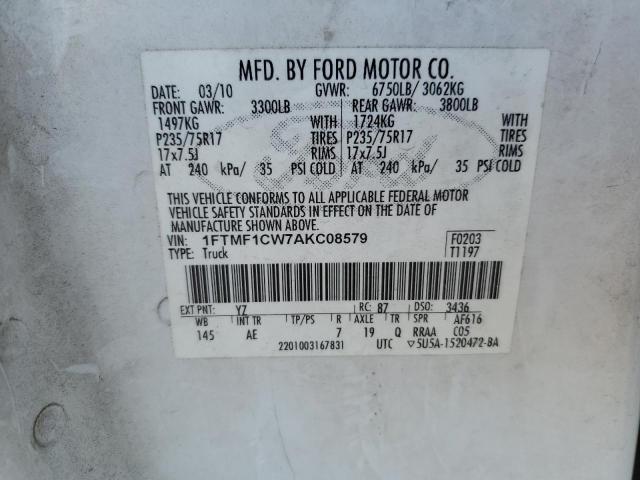 MFD. BY FORD MOTOR CO.
DATE: 03/10 GVWR: 6750LB/ 3062KG
FRONT GAWR: 3300LB REAR GAWR: 3800LB
1497KG WITH 1724KG WITH
P235/75R17 TIRES P235/75R17 TIRES
17x7.5J RIMS 17x7.5J RIMS
AT 240 kPa/ 35 PSI COLD AT 240 kPa/ 35 PSI COLD
THIS VEHICLE CONFORMS TO ALL APPLICABLE FEDERAL MOTOR
VEHICLE SAFETY STANDARDS IN EFFECT ON THE DATE OF
MANUFACTURE SHOWN ABOVE.
VIN: 1FTMF1CW7AKC08579 F0203
TYPE: Truck T1197
EXT PNT: YZ RC: 87 DSO: 3436
WB INT TR TP/PS R AXLE TR SPR AF616
145 AE 7 19 Q RRAA C05
2201003167831 UTC ▽5U5A-1520472-BA